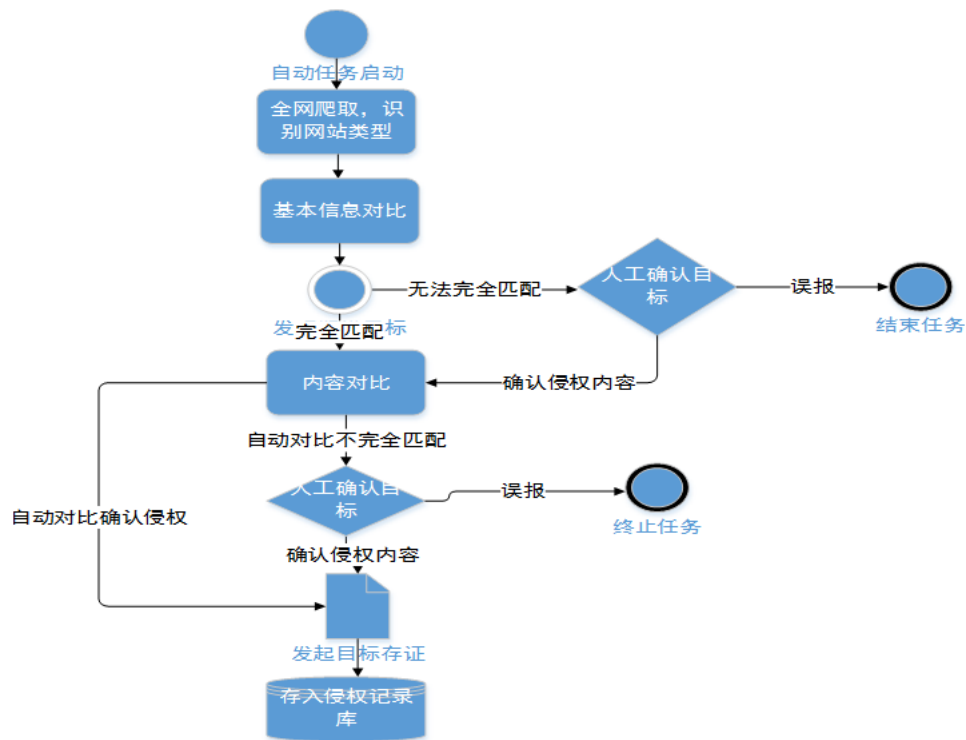 自动任务启动
全网爬取，识
别网站类型
基本信息对比
无法完全匹配
人工确认目
标
误报
结束任务
发
完全匹配
标
内容对比
确认侵权内容
自动对比不完全匹配
人工确认目
标
误报
终止任务
自动对比确认侵权
确认侵权内容
发起目标存证
存入侵权记录
库